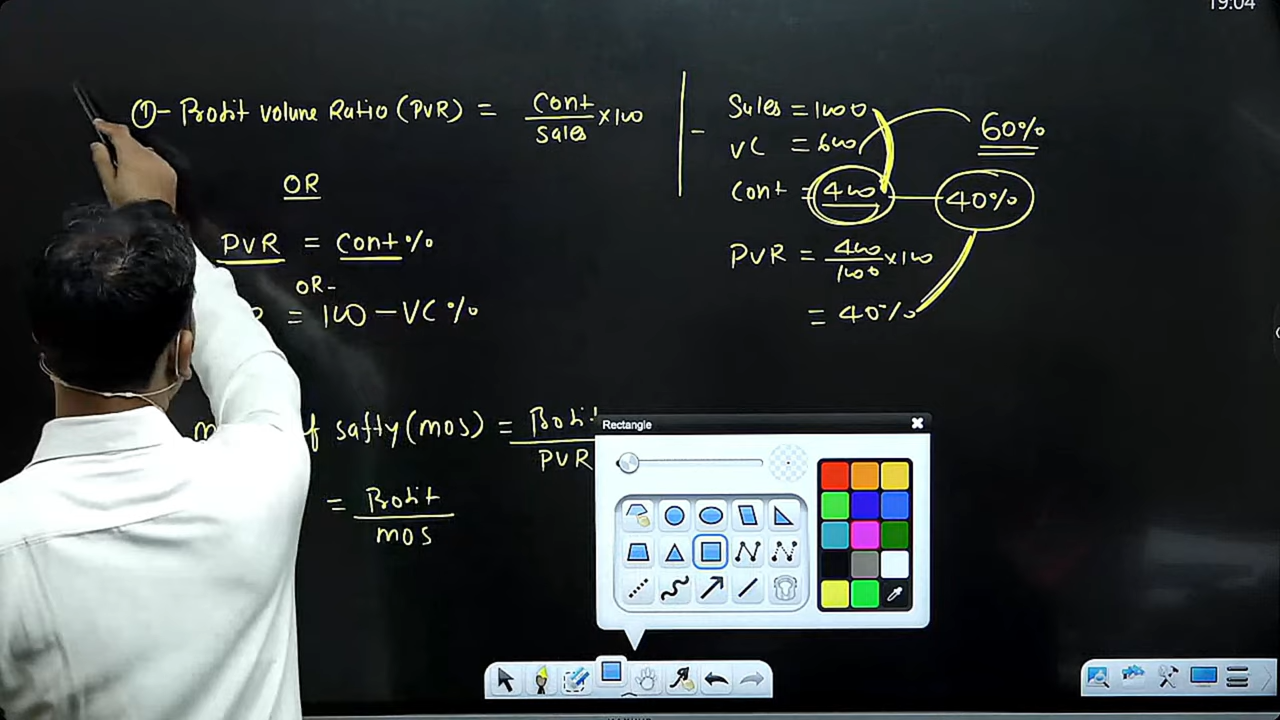 19:04
①- Profit volume Ratio (PVR) = Cont / Sales × 100
OR
PVR = Cont %
OR-
= 100 - VC %
safty (mos) = Profit / PVR
= Profit / mos
Sales = 1000
VC = 600
60%
Cont = 400
40%
PVR = 400 / 1000 × 100
= 40%
Rectangle